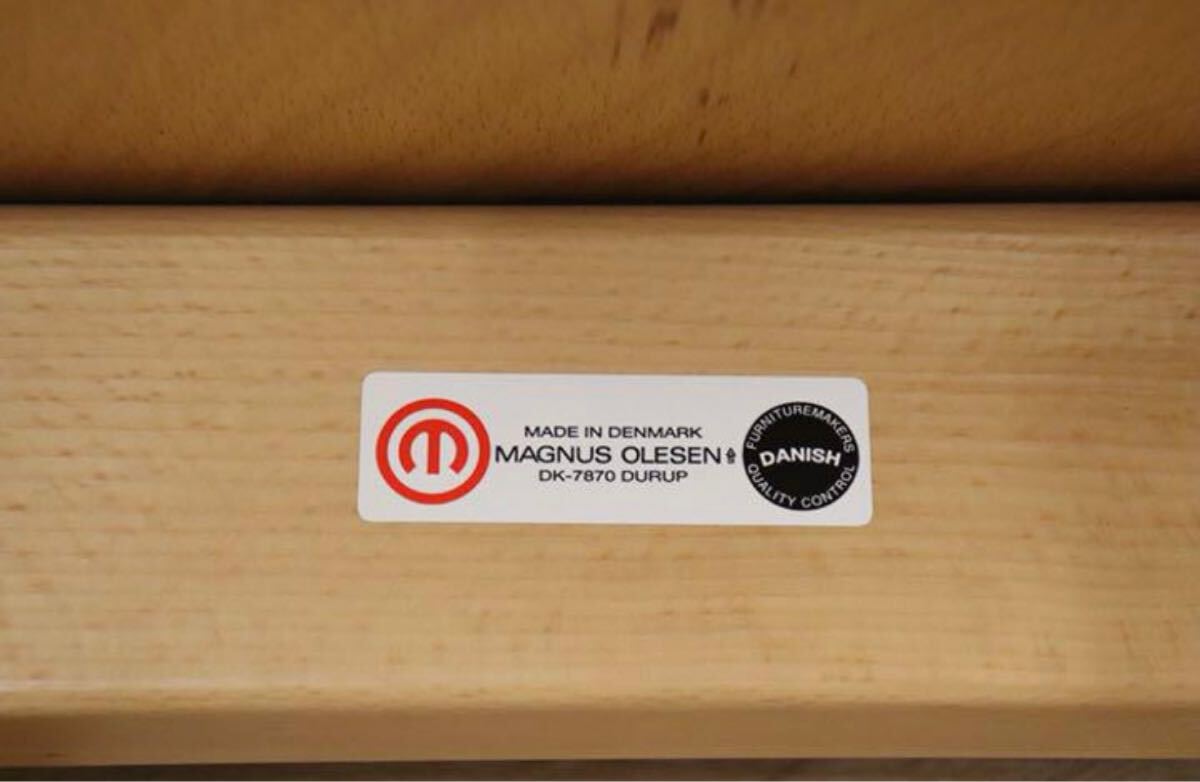 MADE IN DENMARK
MAGNUS OLESEN
DK-7870 DURUP
FURNITUREMAKERS
DANISH
QUALITY CONTROL